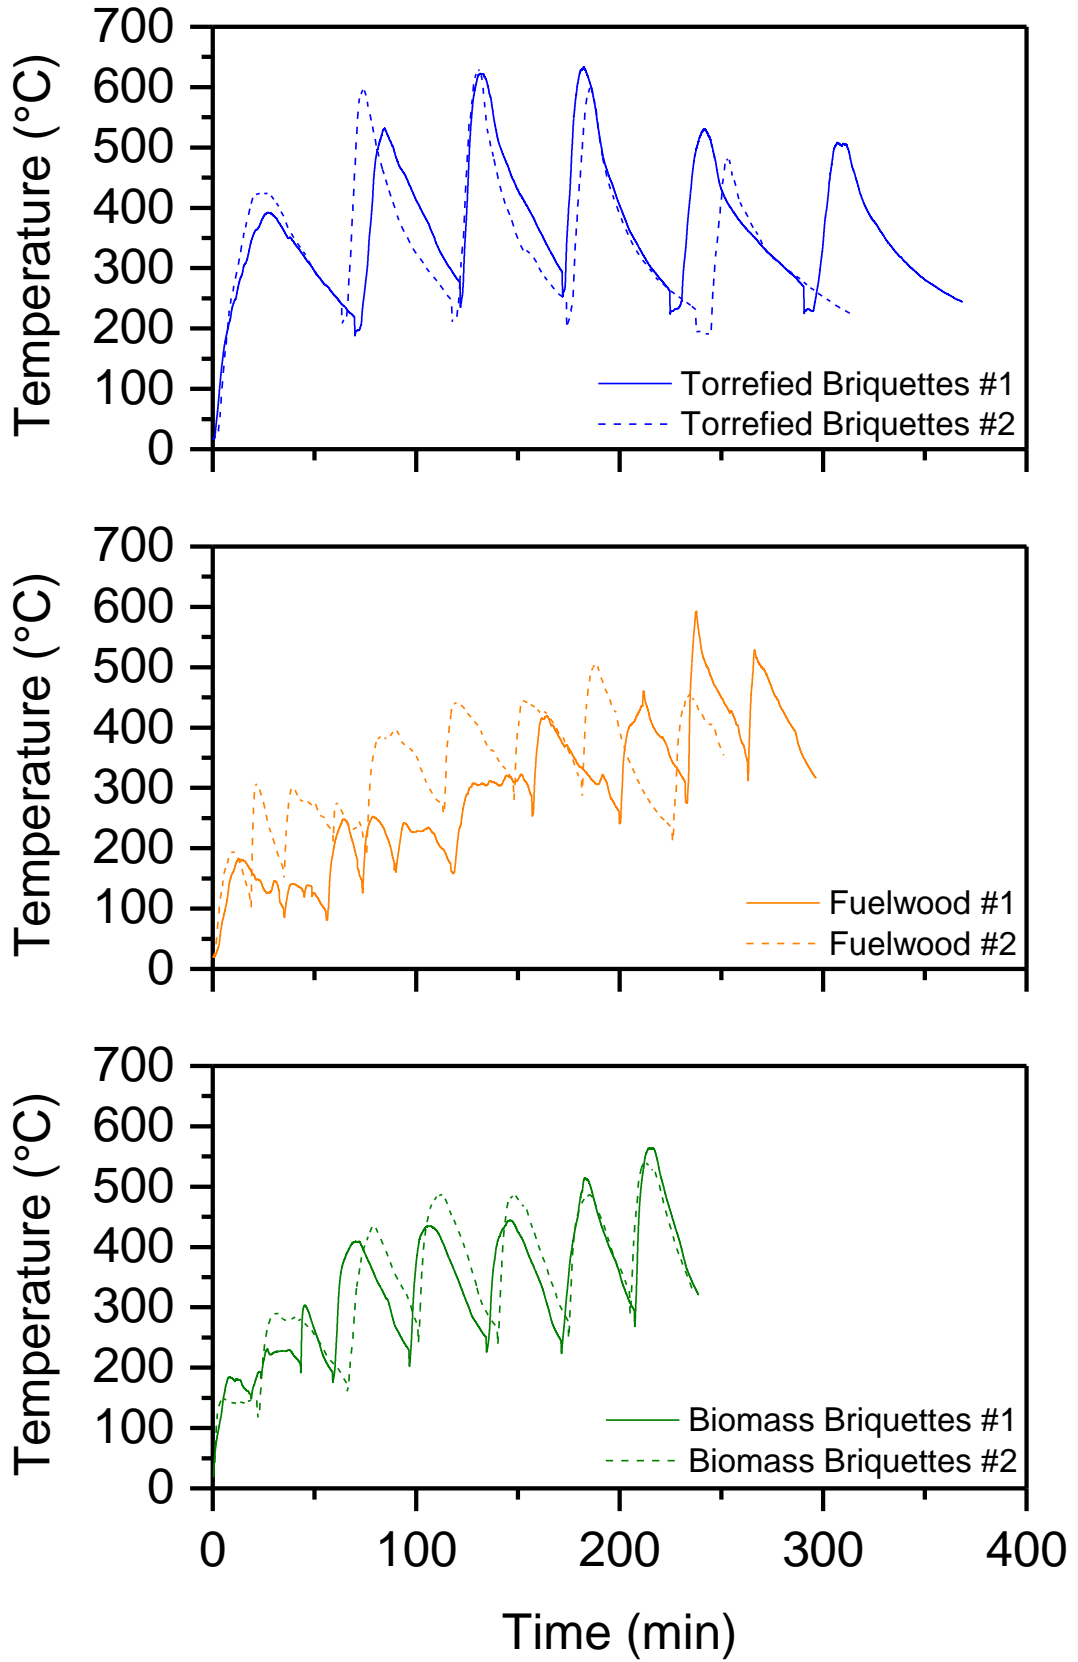 Temperature (°C)
700
600
500
400
300
200
100
0
Torrefied Briquettes #1
Torrefied Briquettes #2
Temperature (°C)
700
600
500
400
300
200
100
0
Fuelwood #1
Fuelwood #2
Temperature (°C)
700
600
500
400
300
200
100
0
Biomass Briquettes #1
Biomass Briquettes #2
0 100 200 300 400
Time (min)